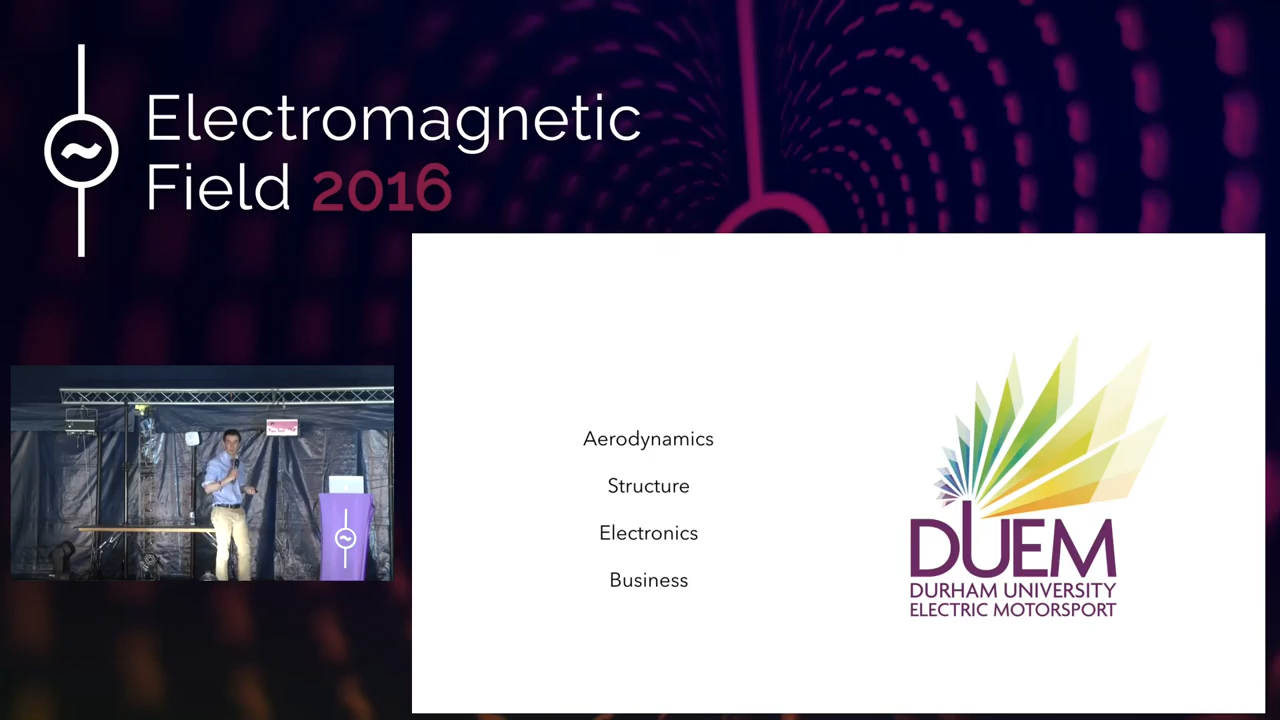 Electromagnetic
Field 2016
Aerodynamics
Structure
Electronics
Business
DUEM
DURHAM UNIVERSITY
ELECTRIC MOTORSPORT